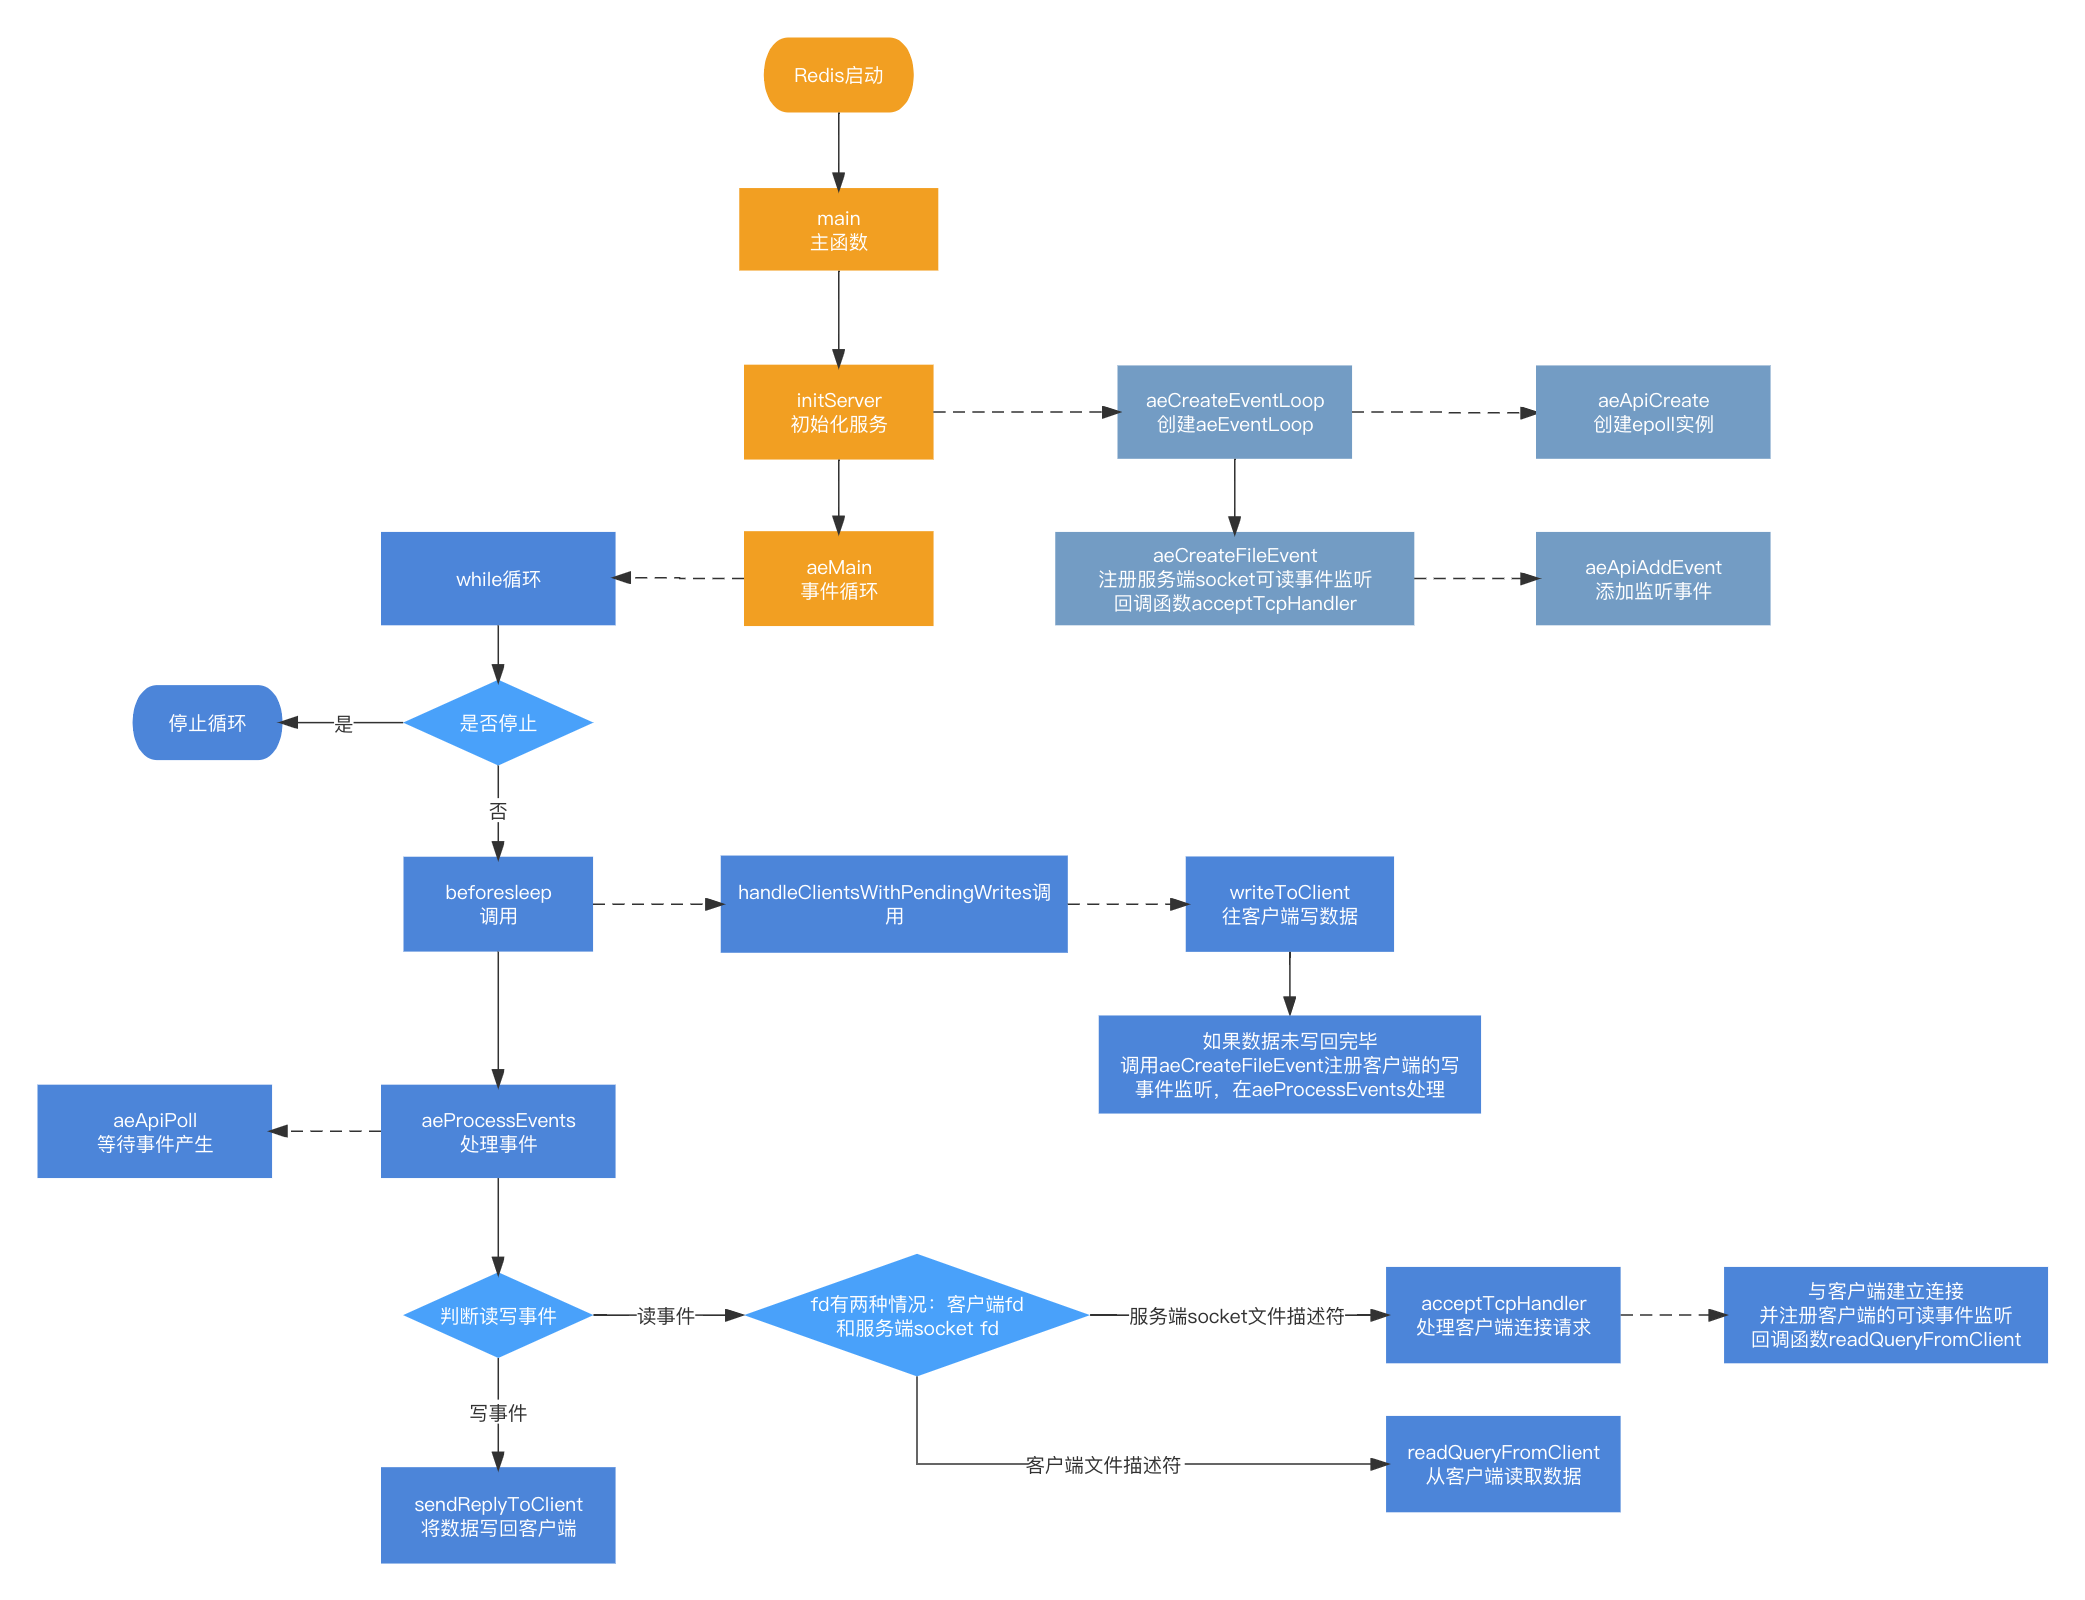 Redis启动
main
主函数
initServer
初始化服务
aeCreateEventLoop
创建aeEventLoop
aeApiCreate
创建epoll实例
while循环
aeMain
事件循环
aeCreateFileEvent
注册服务端socket可读事件监听
回调函数acceptTcpHandler
aeApiAddEvent
添加监听事件
停止循环
是
是否停止
否
beforesleep
调用
handleClientsWithPendingWrites调
用
writeToClient
往客户端写数据
如果数据未写回完毕
调用aeCreateFileEvent注册客户端的写
事件监听，在aeProcessEvents处理
aeApiPoll
等待事件产生
aeProcessEvents
处理事件
判断读写事件
读事件
fd有两种情况：客户端fd
和服务端socket fd
服务端socket文件描述符
acceptTcpHandler
处理客户端连接请求
与客户端建立连接
并注册客户端的可读事件监听
回调函数readQueryFromClient
写事件
客户端文件描述符
readQueryFromClient
从客户端读取数据
sendReplyToClient
将数据写回客户端